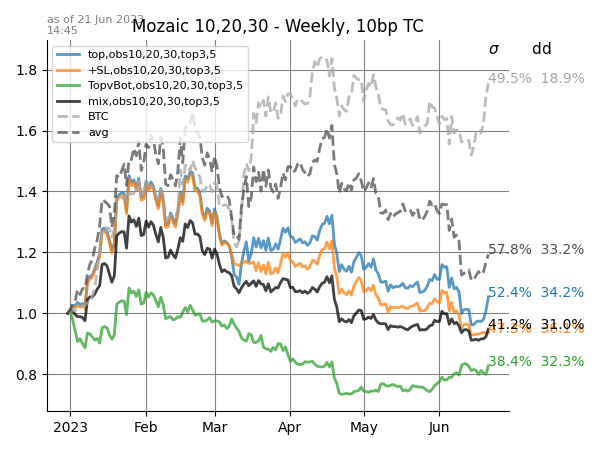 as of 21 Jun 2023
14:45
Mozaic 10,20,30 - Weekly, 10bp TC
σ dd
top,obs10,20,30,top3,5
+SL,obs10,20,30,top3,5
TopvBot,obs10,20,30,top3,5
mix,obs10,20,30,top3,5
BTC
avg
1.8
1.6
1.4
1.2
1.0
0.8
49.5% 18.9%
57.8% 33.2%
52.4% 34.2%
41.2% 31.0%
38.4% 32.3%
2023 Feb Mar Apr May Jun